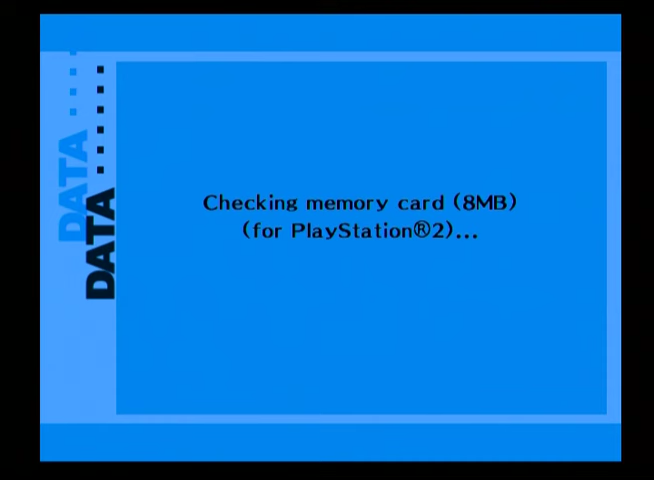 DATA ......
DATA ....
Checking memory card (8MB)
(for PlayStation®2)...